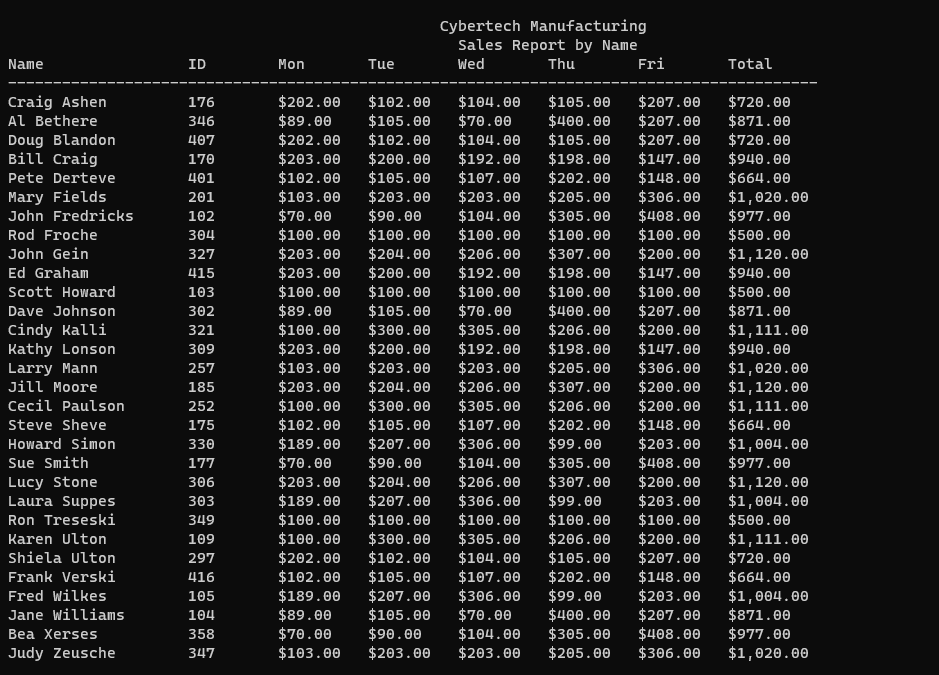 Cybertech Manufacturing
Sales Report by Name
Name ID Mon Tue Wed Thu Fri Total
------------------------------------------------------------------------------------------
Craig Ashen 176 $202.00 $102.00 $104.00 $105.00 $207.00 $720.00
Al Bethere 346 $89.00 $105.00 $70.00 $400.00 $207.00 $871.00
Doug Blandon 407 $202.00 $102.00 $104.00 $105.00 $207.00 $720.00
Bill Craig 170 $203.00 $200.00 $192.00 $198.00 $147.00 $940.00
Pete Derteve 401 $102.00 $105.00 $107.00 $202.00 $148.00 $664.00
Mary Fields 201 $103.00 $203.00 $203.00 $205.00 $306.00 $1,020.00
John Fredricks 102 $70.00 $90.00 $104.00 $305.00 $408.00 $977.00
Rod Froche 304 $100.00 $100.00 $100.00 $100.00 $100.00 $500.00
John Gein 327 $203.00 $204.00 $206.00 $307.00 $200.00 $1,120.00
Ed Graham 415 $203.00 $200.00 $192.00 $198.00 $147.00 $940.00
Scott Howard 103 $100.00 $100.00 $100.00 $100.00 $100.00 $500.00
Dave Johnson 302 $89.00 $105.00 $70.00 $400.00 $207.00 $871.00
Cindy Kalli 321 $100.00 $300.00 $305.00 $206.00 $200.00 $1,111.00
Kathy Lonson 309 $203.00 $200.00 $192.00 $198.00 $147.00 $940.00
Larry Mann 257 $103.00 $203.00 $203.00 $205.00 $306.00 $1,020.00
Jill Moore 185 $203.00 $204.00 $206.00 $307.00 $200.00 $1,120.00
Cecil Paulson 252 $100.00 $300.00 $305.00 $206.00 $200.00 $1,111.00
Steve Sheve 175 $102.00 $105.00 $107.00 $202.00 $148.00 $664.00
Howard Simon 330 $189.00 $207.00 $306.00 $99.00 $203.00 $1,004.00
Sue Smith 177 $70.00 $90.00 $104.00 $305.00 $408.00 $977.00
Lucy Stone 306 $203.00 $204.00 $206.00 $307.00 $200.00 $1,120.00
Laura Suppes 303 $189.00 $207.00 $306.00 $99.00 $203.00 $1,004.00
Ron Treseski 349 $100.00 $100.00 $100.00 $100.00 $100.00 $500.00
Karen Ulton 109 $100.00 $300.00 $305.00 $206.00 $200.00 $1,111.00
Shiela Ulton 297 $202.00 $102.00 $104.00 $105.00 $207.00 $720.00
Frank Verski 416 $102.00 $105.00 $107.00 $202.00 $148.00 $664.00
Fred Wilkes 105 $189.00 $207.00 $306.00 $99.00 $203.00 $1,004.00
Jane Williams 104 $89.00 $105.00 $70.00 $400.00 $207.00 $871.00
Bea Xerses 358 $70.00 $90.00 $104.00 $305.00 $408.00 $977.00
Judy Zeusche 347 $103.00 $203.00 $203.00 $205.00 $306.00 $1,020.00